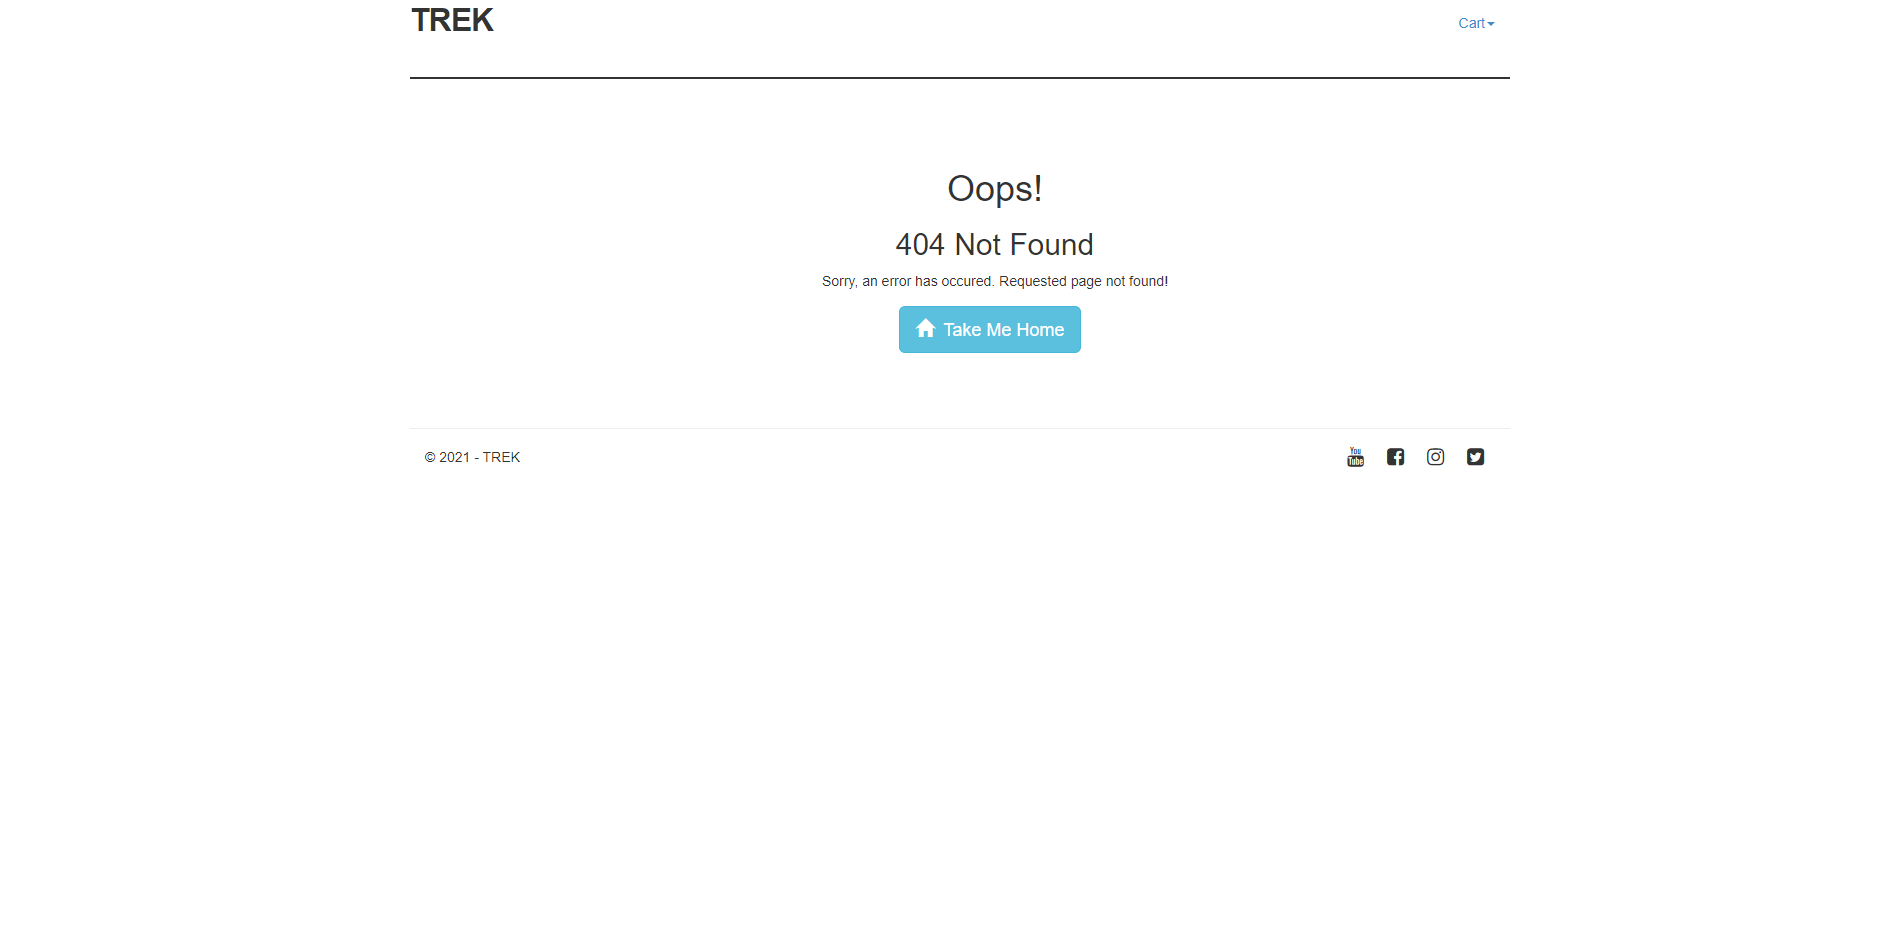 TREK
Cart
Oops!
404 Not Found
Sorry, an error has occured. Requested page not found!
Take Me Home
© 2021 - TREK
You
Tube